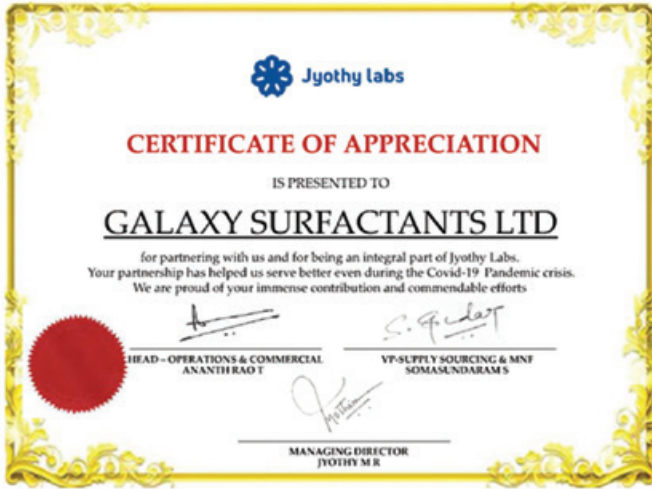 Jyothy labs
CERTIFICATE OF APPRECIATION
IS PRESENTED TO
GALAXY SURFACTANTS LTD
for partnering with us and for being an integral part of Jyothy Labs.
Your partnership has helped us serve better even during the Covid-19 Pandemic crisis.
We are proud of your immense contribution and commendable efforts
HEAD – OPERATIONS & COMMERCIAL
ANANTH RAO T
VP-SUPPLY SOURCING & MNF
SOMASUNDARAM S
MANAGING DIRECTOR
JYOTHY M R